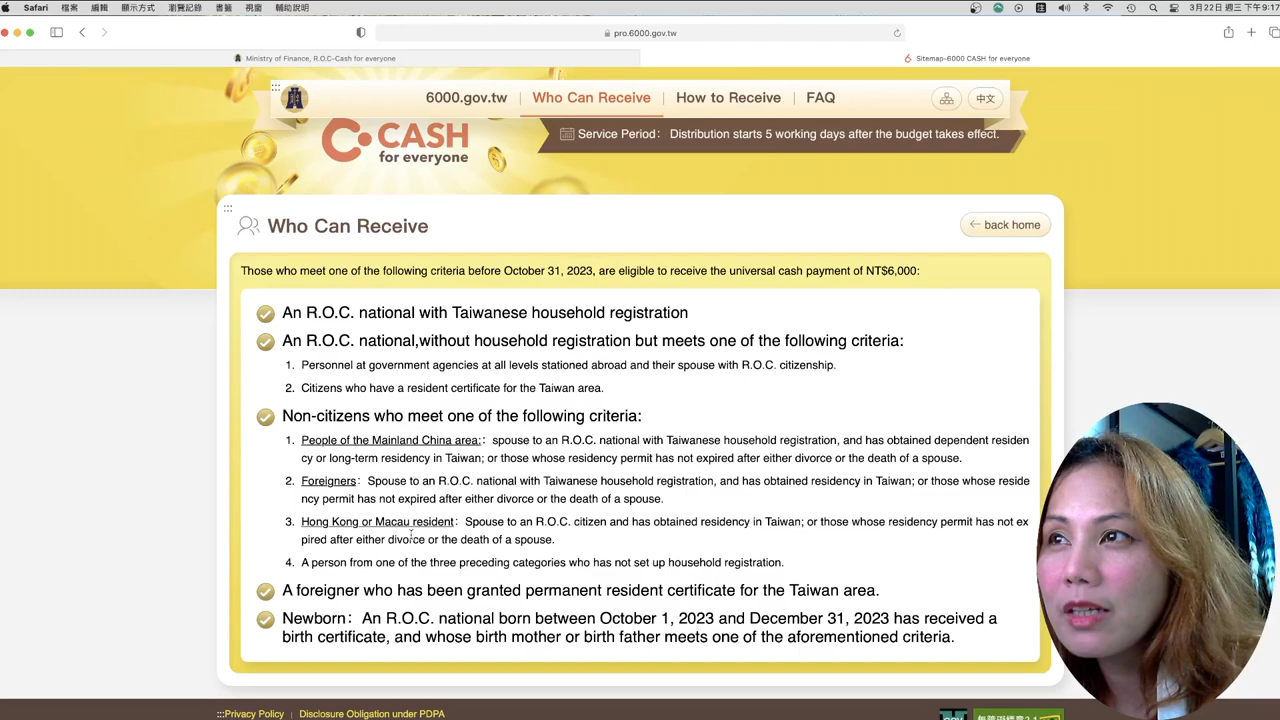 Safari 檔案 編輯 顯示方式 瀏覽記錄 書籤 視窗 輔助說明 注 3月22日 週三 下午9:17
pro.6000.gov.tw
Ministry of Finance, R.O.C-Cash for everyone
Sitemap-6000 CASH for everyone
6000.gov.tw | Who Can Receive | How to Receive | FAQ 中文
CASH
for everyone
Service Period： Distribution starts 5 working days after the budget takes effect.
Who Can Receive
back home
Those who meet one of the following criteria before October 31, 2023, are eligible to receive the universal cash payment of NT$6,000:
An R.O.C. national with Taiwanese household registration
An R.O.C. national,without household registration but meets one of the following criteria:
1. Personnel at government agencies at all levels stationed abroad and their spouse with R.O.C. citizenship.
2. Citizens who have a resident certificate for the Taiwan area.
Non-citizens who meet one of the following criteria:
1. People of the Mainland China area:： spouse to an R.O.C. national with Taiwanese household registration, and has obtained dependent residen
cy or long-term residency in Taiwan; or those whose residency permit has not expired after either divorce or the death of a spouse.
2. Foreigners： Spouse to an R.O.C. national with Taiwanese household registration, and has obtained residency in Taiwan; or those whose reside
ncy permit has not expired after either divorce or the death of a spouse.
3. Hong Kong or Macau resident： Spouse to an R.O.C. citizen and has obtained residency in Taiwan; or those whose residency permit has not ex
pired after either divorce or the death of a spouse.
4. A person from one of the three preceding categories who has not set up household registration.
A foreigner who has been granted permanent resident certificate for the Taiwan area.
Newborn： An R.O.C. national born between October 1, 2023 and December 31, 2023 has received a
birth certificate, and whose birth mother or birth father meets one of the aforementioned criteria.
:::Privacy Policy | Disclosure Obligation under PDPA